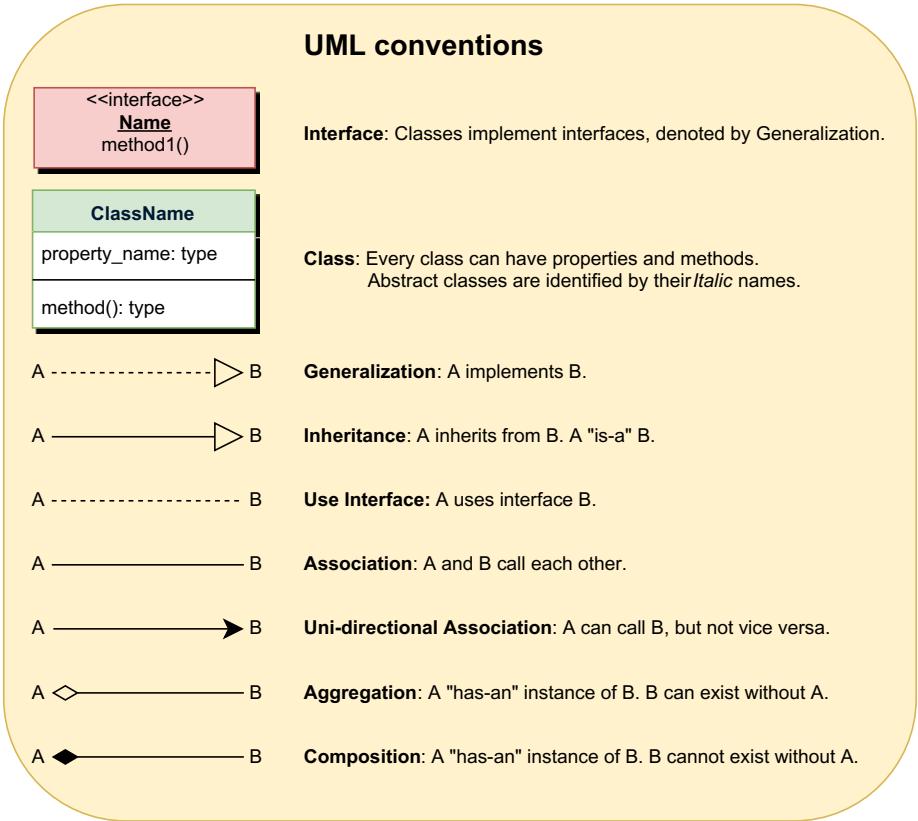 UML conventions
<<interface>>
Name
method1()
Interface: Classes implement interfaces, denoted by Generalization.
ClassName
property_name: type
method(): type
Class: Every class can have properties and methods.
Abstract classes are identified by their Italic names.
A B Generalization: A implements B.
A B Inheritance: A inherits from B. A "is-a" B.
A B Use Interface: A uses interface B.
A B Association: A and B call each other.
A B Uni-directional Association: A can call B, but not vice versa.
A B Aggregation: A "has-an" instance of B. B can exist without A.
A B Composition: A "has-an" instance of B. B cannot exist without A.